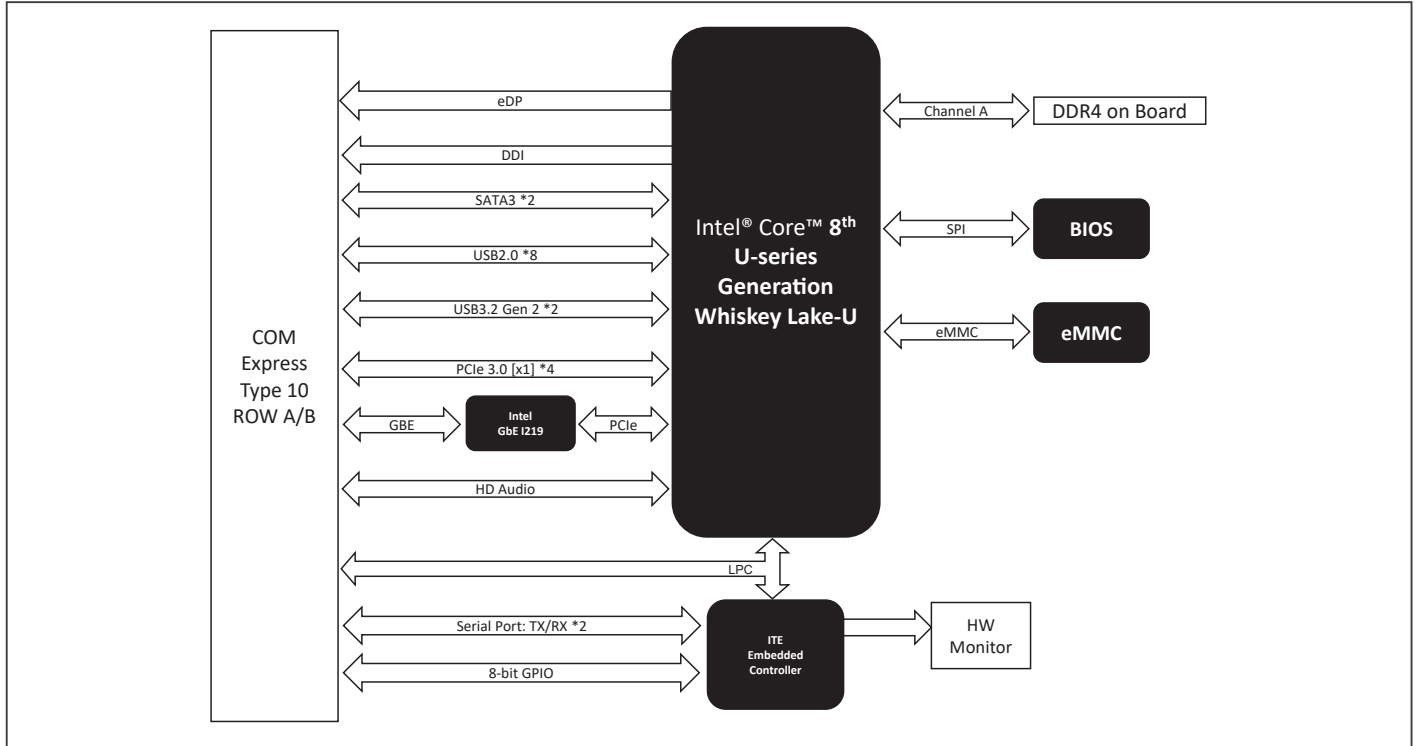 eDP
DDI
SATA3 *2
USB2.0 *8
USB3.2 Gen 2 *2
PCIe 3.0 [x1] *4
COM
Express
Type 10
ROW A/B
GBE
Intel
GbE I219
PCIe
HD Audio
LPC
Serial Port: TX/RX *2
8-bit GPIO
Intel® Core™ 8th
U-series
Generation
Whiskey Lake-U
Channel A
DDR4 on Board
SPI
BIOS
eMMC
eMMC
ITE
Embedded
Controller
HW
Monitor